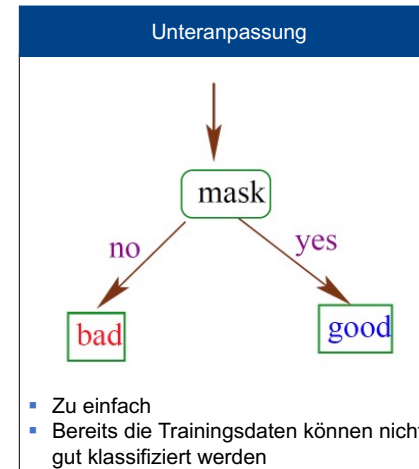 Unteranpassung
mask
no
yes
bad
good
▪ Zu einfach
▪ Bereits die Trainingsdaten können nicht
gut klassifiziert werden